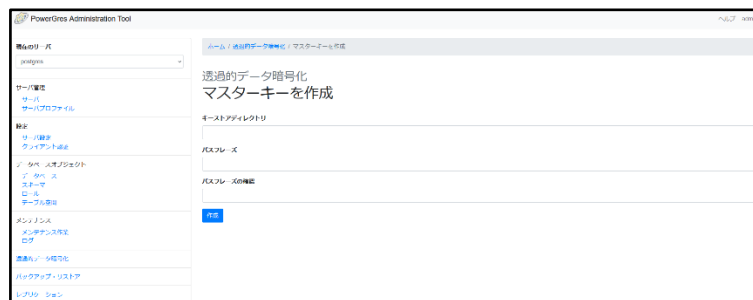 PowerGres Administration Tool
ヘルプ adm
現在のサーバ
postgres
サーバ管理
サーバ
サーバプロファイル
設定
サーバ設定
クライアント認証
データベースオブジェクト
データベース
スキーマ
ロール
テーブル空間
メンテナンス
メンテナンス作業
ログ
透過的データ暗号化
バックアップ・リストア
レプリケーション
ホーム / 透過的データ暗号化 / マスターキーを作成
透過的データ暗号化
マスターキーを作成
キーストアディレクトリ
パスフレーズ
パスフレーズの確認
作成